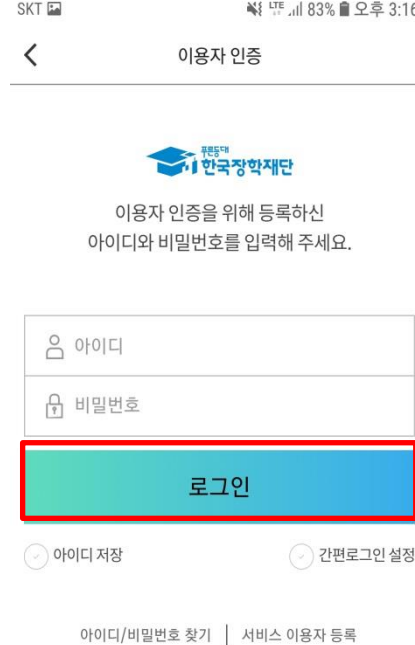 SKT LTE 83% 오후 3:16
이용자 인증
푸른등대
한국장학재단
이용자 인증을 위해 등록하신
아이디와 비밀번호를 입력해 주세요.
아이디
비밀번호
로그인
아이디 저장 간편로그인 설정
아이디/비밀번호 찾기 | 서비스 이용자 등록